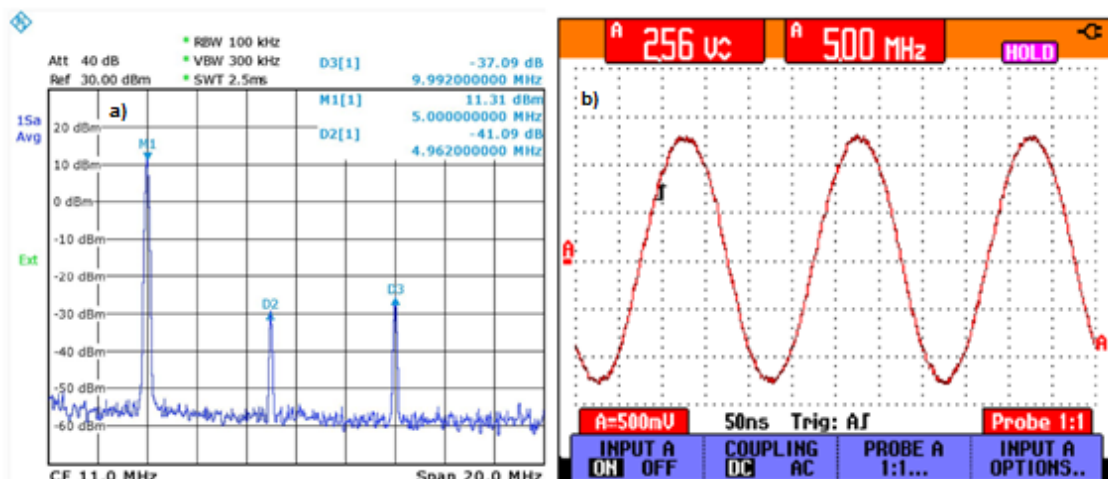 * RBW 100 kHz
Att 40 dB * VBW 300 kHz
Ref 30.00 dBm * SWT 2.5ms
D3[1] -37.09 dB
9.992000000 MHz
M1[1] 11.31 dBm
5.000000000 MHz
D2[1] -41.09 dB
4.962000000 MHz
a)
1Sa
Avg
Ext
20 dBm
M1
10 dBm
0 dBm
-10 dBm
-20 dBm
D2
D3
-30 dBm
-40 dBm
-50 dBm
-60 dBm
CF 11.0 MHz Span 20.0 MHz
A 2.56 V
A 5.00 MHz
HOLD
b)
A
A
A=500mV 50ns Trig: A Probe 1:1
INPUT A COUPLING PROBE A INPUT A
ON OFF DC AC 1:1... OPTIONS..